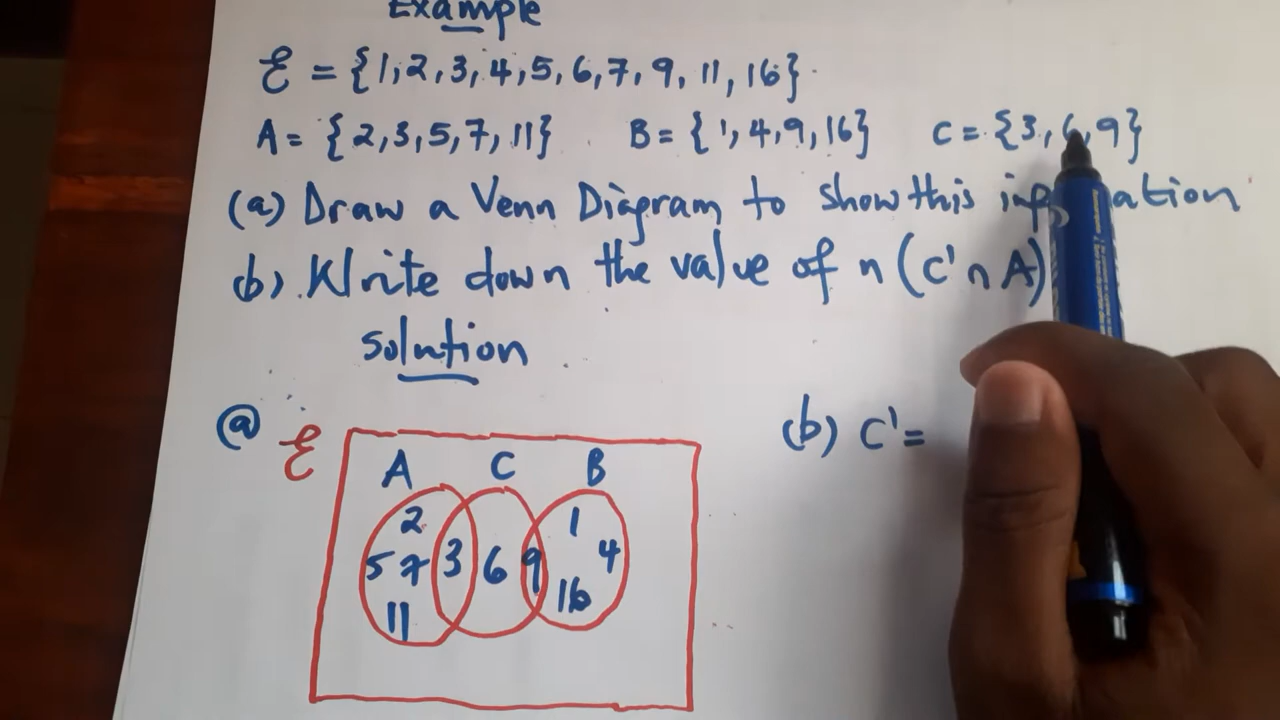 Example
ℰ = {1,2,3,4,5,6,7,9,11,16}
A = {2,3,5,7,11} B = {1,4,9,16} C = {3,6,9}
(a) Draw a Venn Diagram to show this
(b). Write down the value of n(C'∩A)
solution
(a) ℰ
(b) C'=
A C B
2 1
5 7 3 6 9 4
11 16